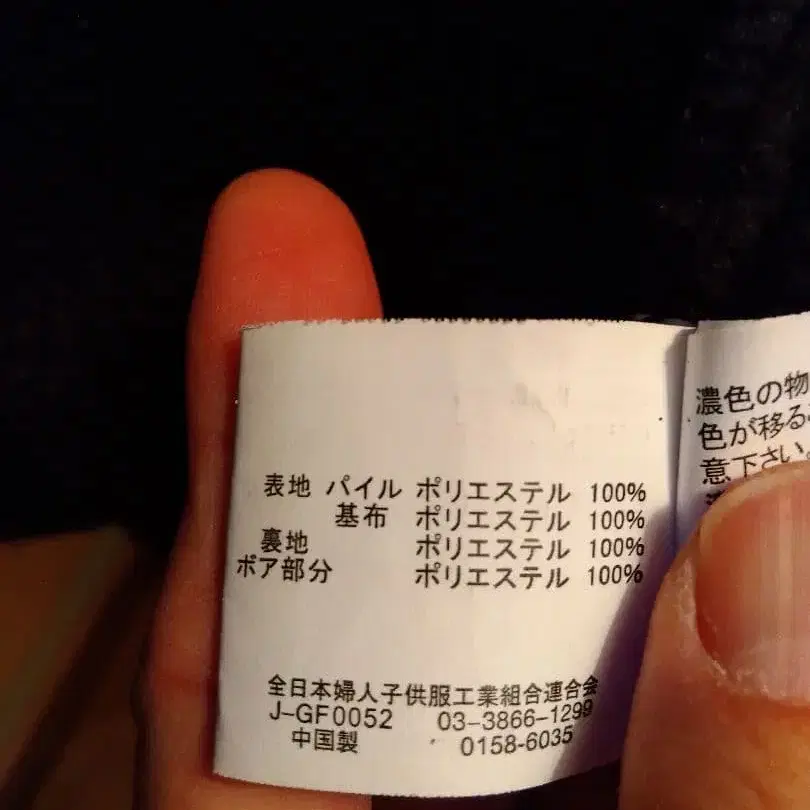 表地 パイル ポリエステル 100%
基布 ポリエステル 100%
裏地 ポリエステル 100%
ボア部分 ポリエステル 100%
全日本婦人子供服工業組合連合会
J-GF0052 03-3866-1299
中国製 0158-6035
濃色の物
色が移る
意下さい。